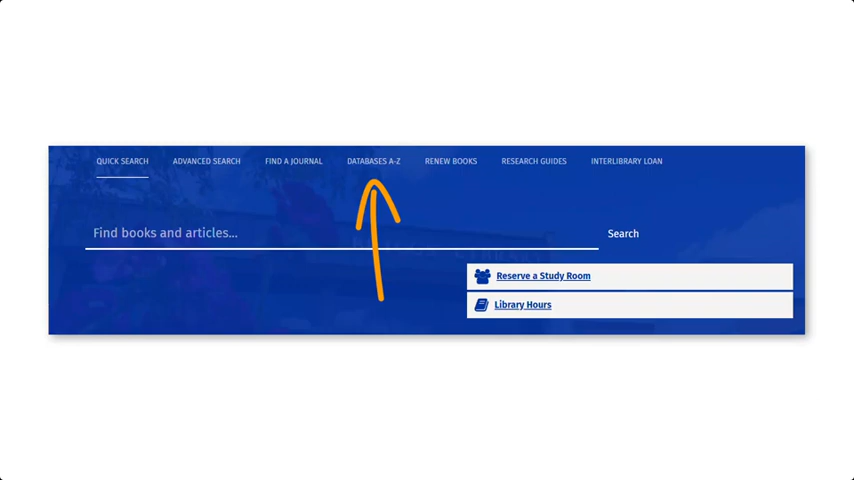 QUICK SEARCH ADVANCED SEARCH FIND A JOURNAL DATABASES A-Z RENEW BOOKS RESEARCH GUIDES INTERLIBRARY LOAN
Find books and articles... Search
Reserve a Study Room
Library Hours